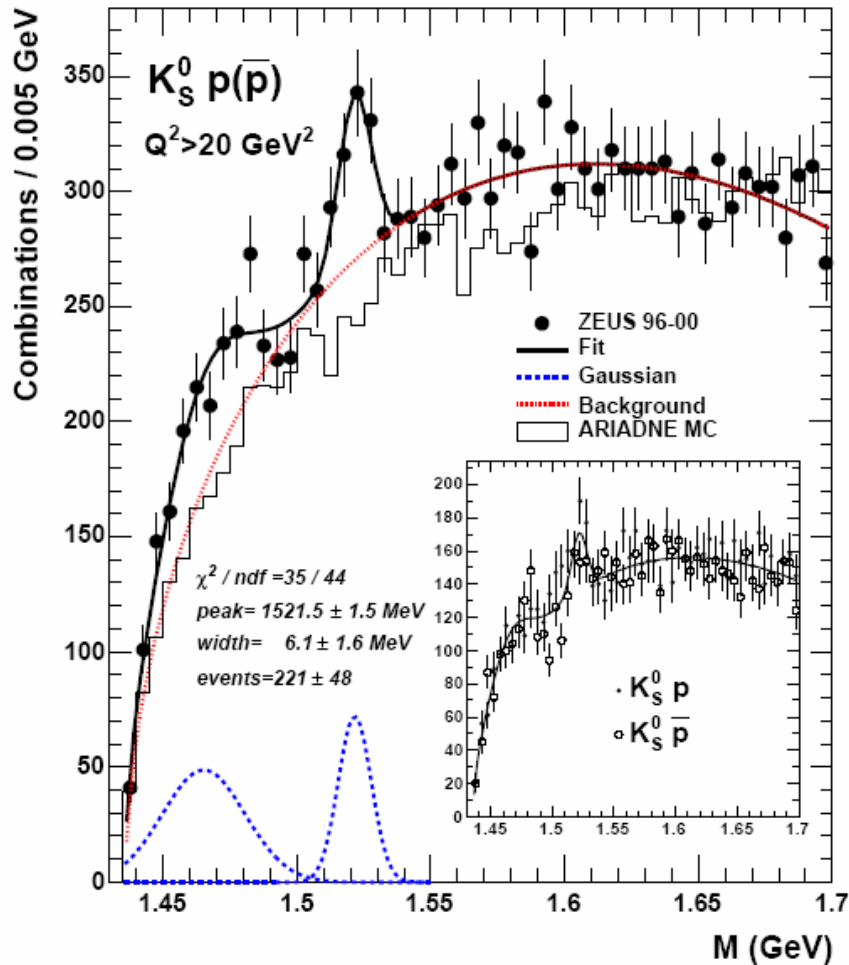 Combinations / 0.005 GeV
350
300
250
200
150
100
50
0
K⁰_S p(p̅)
Q²>20 GeV²
ZEUS 96-00
Fit
Gaussian
Background
ARIADNE MC
χ² / ndf =35 / 44
peak= 1521.5 ± 1.5 MeV
width= 6.1 ± 1.6 MeV
events=221 ± 48
200
180
160
140
120
100
80
60
40
20
0
K⁰_S p
K⁰_S p̅
1.45 1.5 1.55 1.6 1.65 1.7
1.45 1.5 1.55 1.6 1.65 1.7
M (GeV)